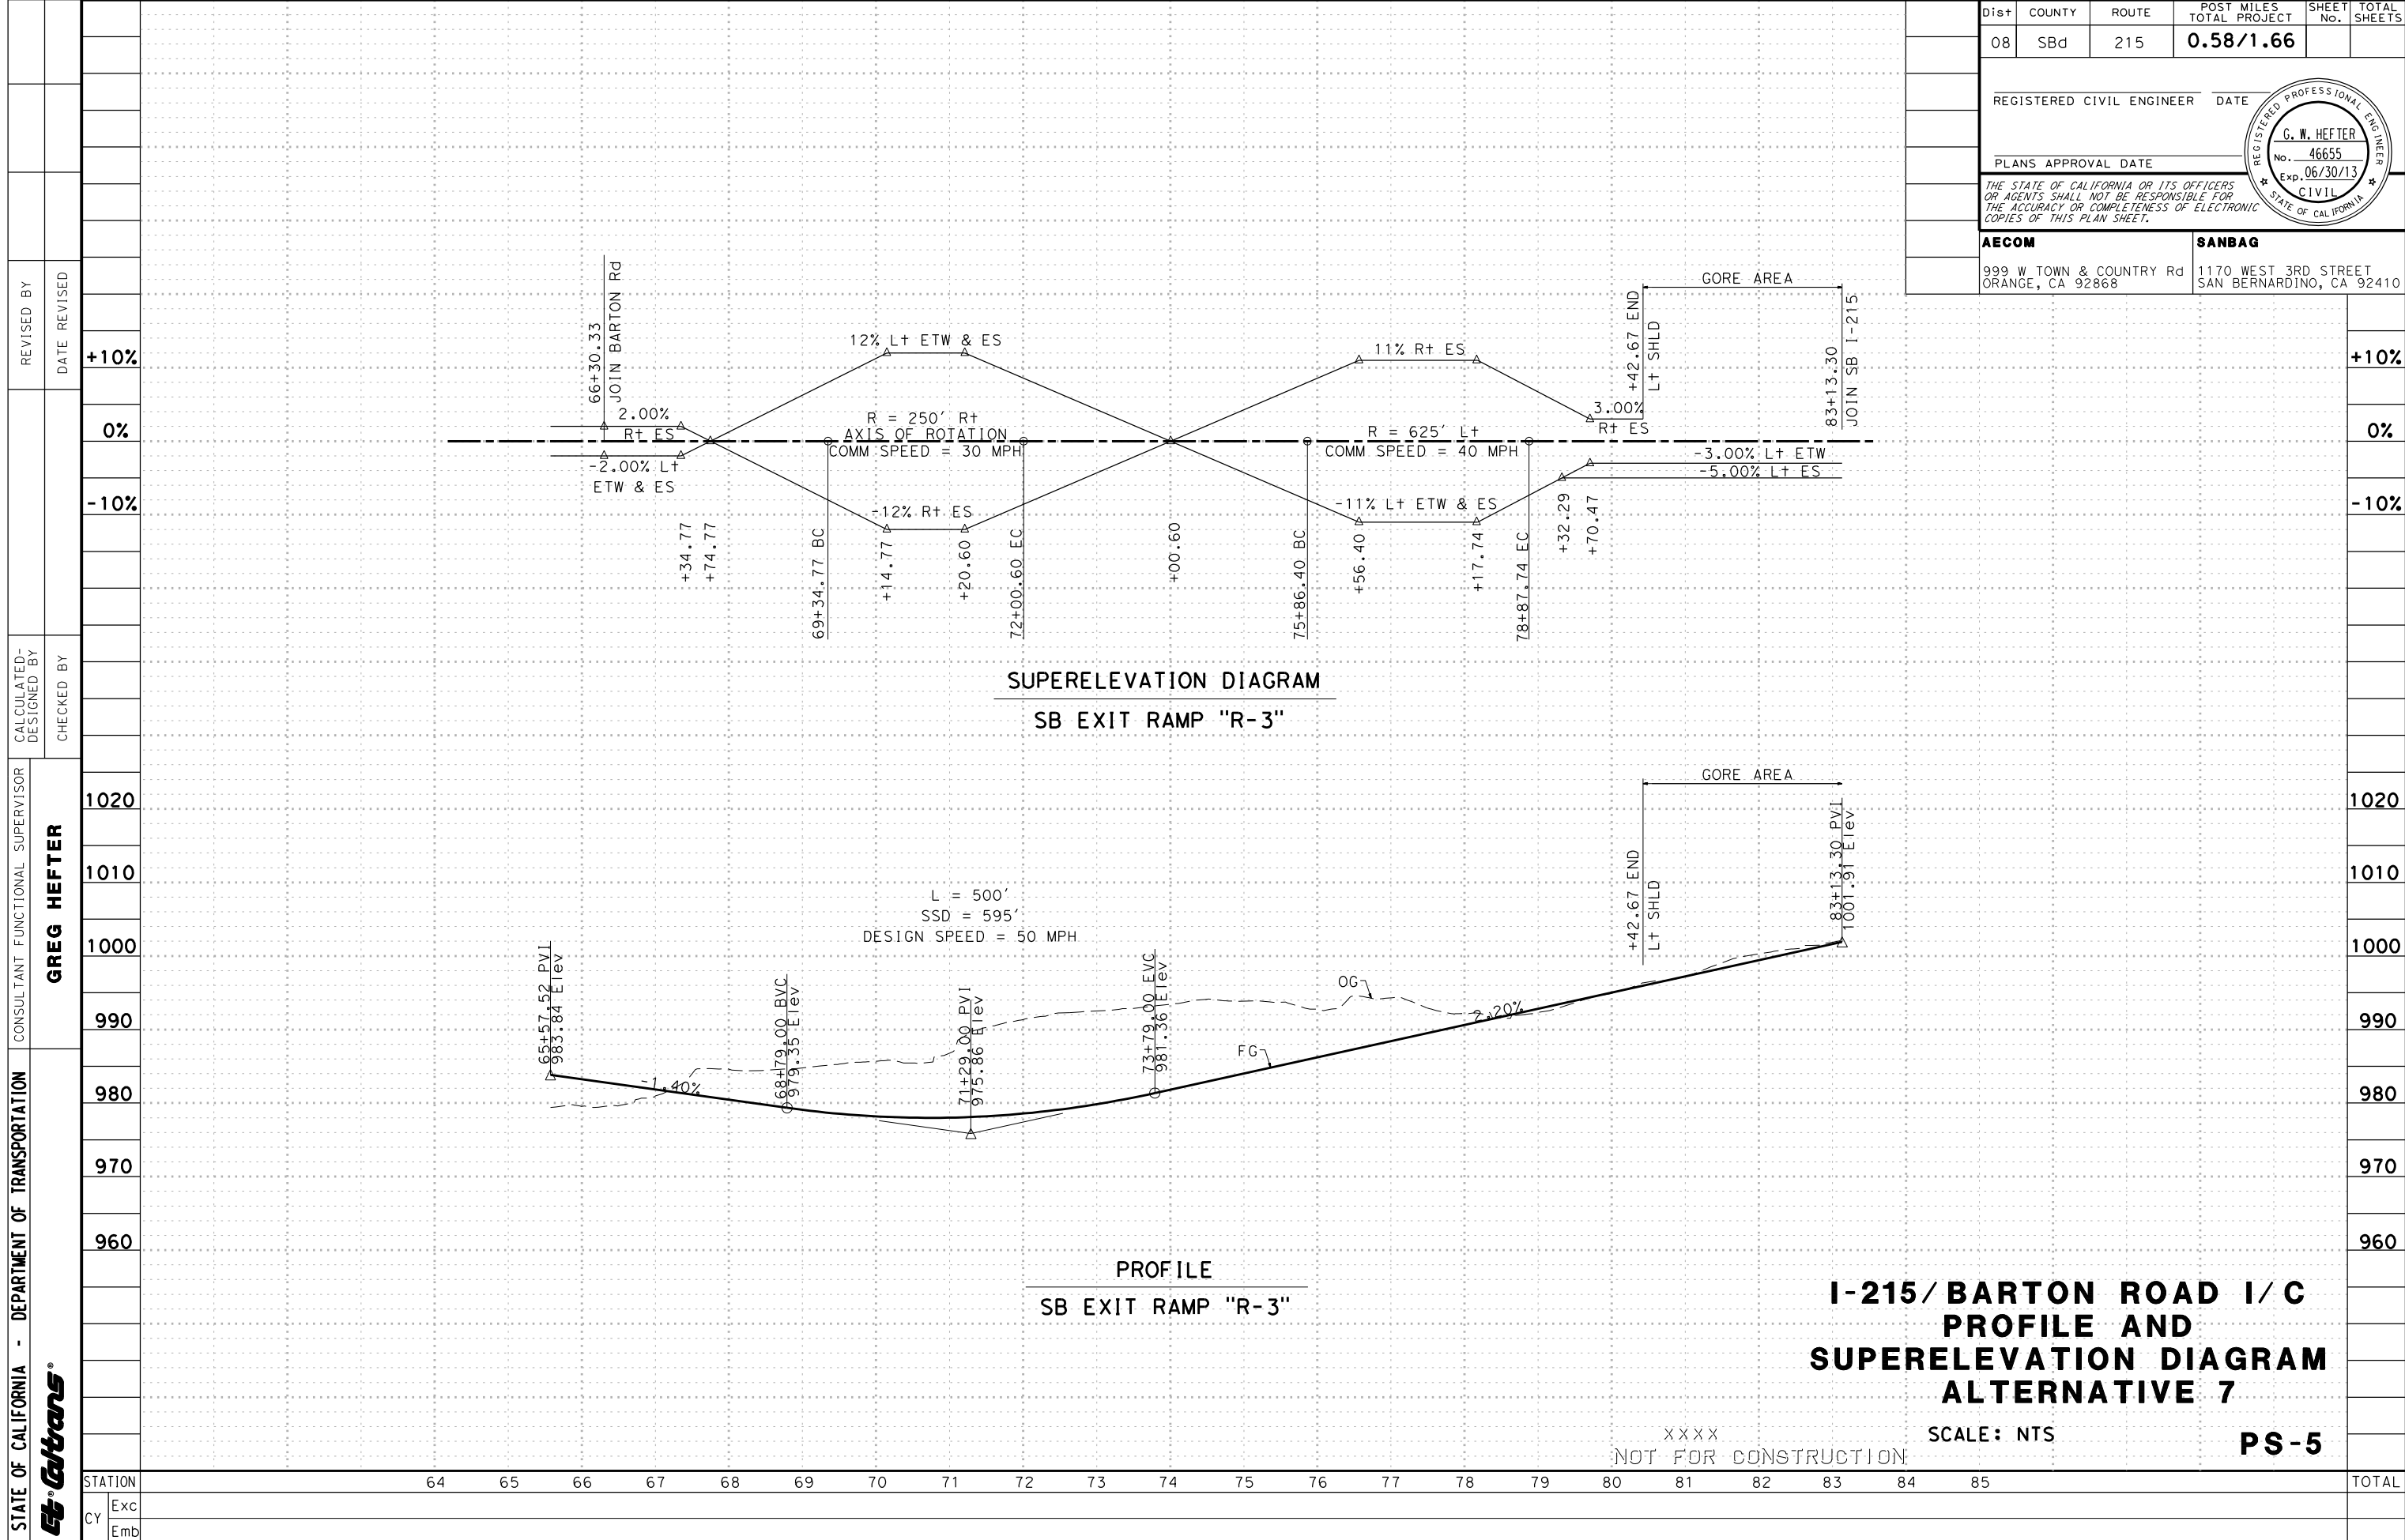 Dist COUNTY ROUTE POST MILES TOTAL PROJECT SHEET No. TOTAL SHEETS
08 SBd 215 0.58/1.66
REGISTERED CIVIL ENGINEER DATE
PLANS APPROVAL DATE
REGISTERED PROFESSIONAL ENGINEER
G. W. HEFTER
No. 46655
Exp. 06/30/13
CIVIL
STATE OF CALIFORNIA
THE STATE OF CALIFORNIA OR ITS OFFICERS
OR AGENTS SHALL NOT BE RESPONSIBLE FOR
THE ACCURACY OR COMPLETENESS OF ELECTRONIC
COPIES OF THIS PLAN SHEET.
AECOM
999 W TOWN & COUNTRY Rd
ORANGE, CA 92868
SANBAG
1170 WEST 3RD STREET
SAN BERNARDINO, CA 92410
REVISED BY
DATE REVISED
CALCULATED-
DESIGNED BY
CHECKED BY
CONSULTANT FUNCTIONAL SUPERVISOR
GREG HEFTER
STATE OF CALIFORNIA - DEPARTMENT OF TRANSPORTATION
Ct® Caltrans®
+10%
0%
-10%
+10%
0%
-10%
66+30.33
JOIN BARTON Rd
2.00%
Rt ES
-2.00% Lt
ETW & ES
+34.77
+74.77
12% Lt ETW & ES
R = 250' Rt
AXIS OF ROTATION
COMM SPEED = 30 MPH
-12% Rt ES
69+34.77 BC
+14.77
+20.60
72+00.60 EC
+00.60
11% Rt ES
R = 625' Lt
COMM SPEED = 40 MPH
-11% Lt ETW & ES
75+86.40 BC
+56.40
+17.74
78+87.74 EC
+32.29
+70.47
GORE AREA
+42.67 END
Lt SHLD
3.00%
Rt ES
83+13.30
JOIN SB I-215
-3.00% Lt ETW
-5.00% Lt ES
SUPERELEVATION DIAGRAM
SB EXIT RAMP "R-3"
1020
1010
1000
990
980
970
960
1020
1010
1000
990
980
970
960
65+57.52 PVI
983.84 Elev
-1.40%
68+79.00 BVC
979.35 Elev
L = 500'
SSD = 595'
DESIGN SPEED = 50 MPH
71+29.00 PVI
975.86 Elev
73+79.00 EVC
981.36 Elev
OG
FG
2.20%
GORE AREA
+42.67 END
Lt SHLD
83+13.30 PVI
1001.91 Elev
PROFILE
SB EXIT RAMP "R-3"
I-215/BARTON ROAD I/C
PROFILE AND
SUPERELEVATION DIAGRAM
ALTERNATIVE 7
SCALE: NTS
PS-5
XXXX
NOT FOR CONSTRUCTION
STATION 64 65 66 67 68 69 70 71 72 73 74 75 76 77 78 79 80 81 82 83 84 85 TOTAL
CY Exc
Emb